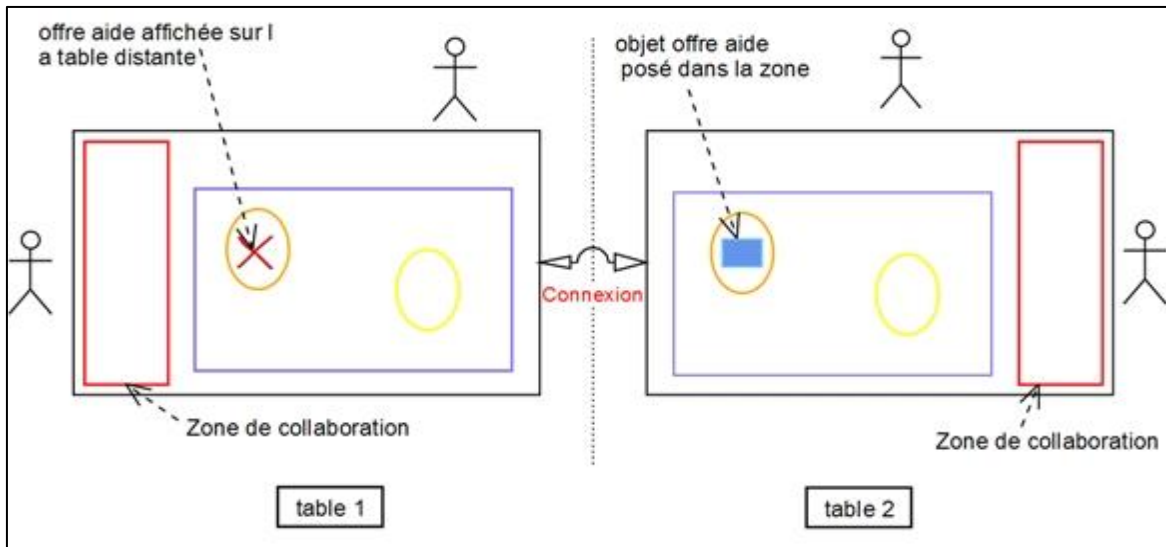 offre aide affichée sur l
a table distante
objet offre aide
posé dans la zone
Connexion
Zone de collaboration
Zone de collaboration
table 1
table 2